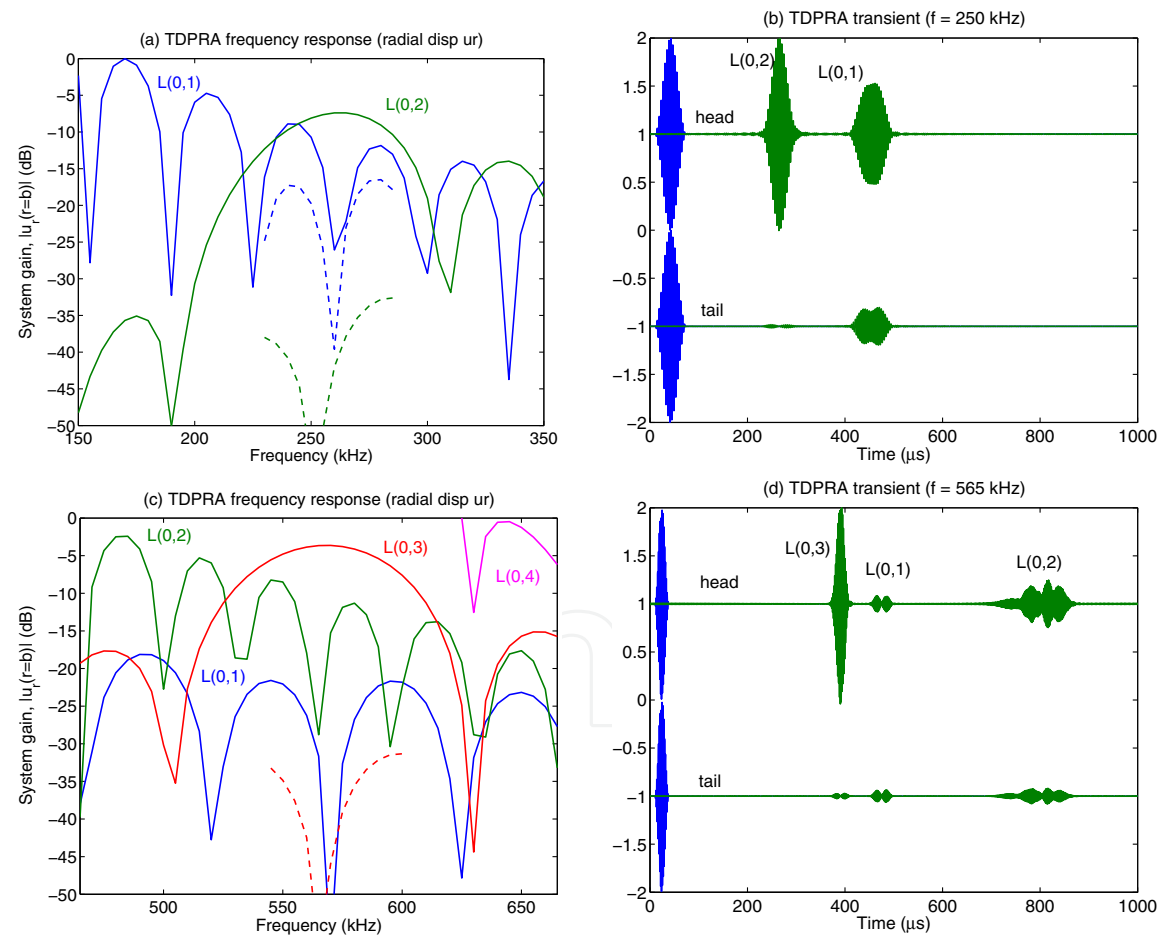 (a) TDPRA frequency response (radial disp ur)
System gain, |u_r(r=b)| (dB)
0
−5
−10
−15
−20
−25
−30
−35
−40
−45
−50
L(0,1)
L(0,2)
150 200 250 300 350
Frequency (kHz)
(b) TDPRA transient (f = 250 kHz)
2
1.5
1
0.5
0
−0.5
−1
−1.5
−2
L(0,2)
L(0,1)
head
tail
0 200 400 600 800 1000
Time (μs)
(c) TDPRA frequency response (radial disp ur)
System gain, |u_r(r=b)| (dB)
0
−5
−10
−15
−20
−25
−30
−35
−40
−45
−50
L(0,2)
L(0,3)
L(0,4)
L(0,1)
500 550 600 650
Frequency (kHz)
(d) TDPRA transient (f = 565 kHz)
2
1.5
1
0.5
0
−0.5
−1
−1.5
−2
L(0,3)
L(0,1)
L(0,2)
head
tail
0 200 400 600 800 1000
Time (μs)